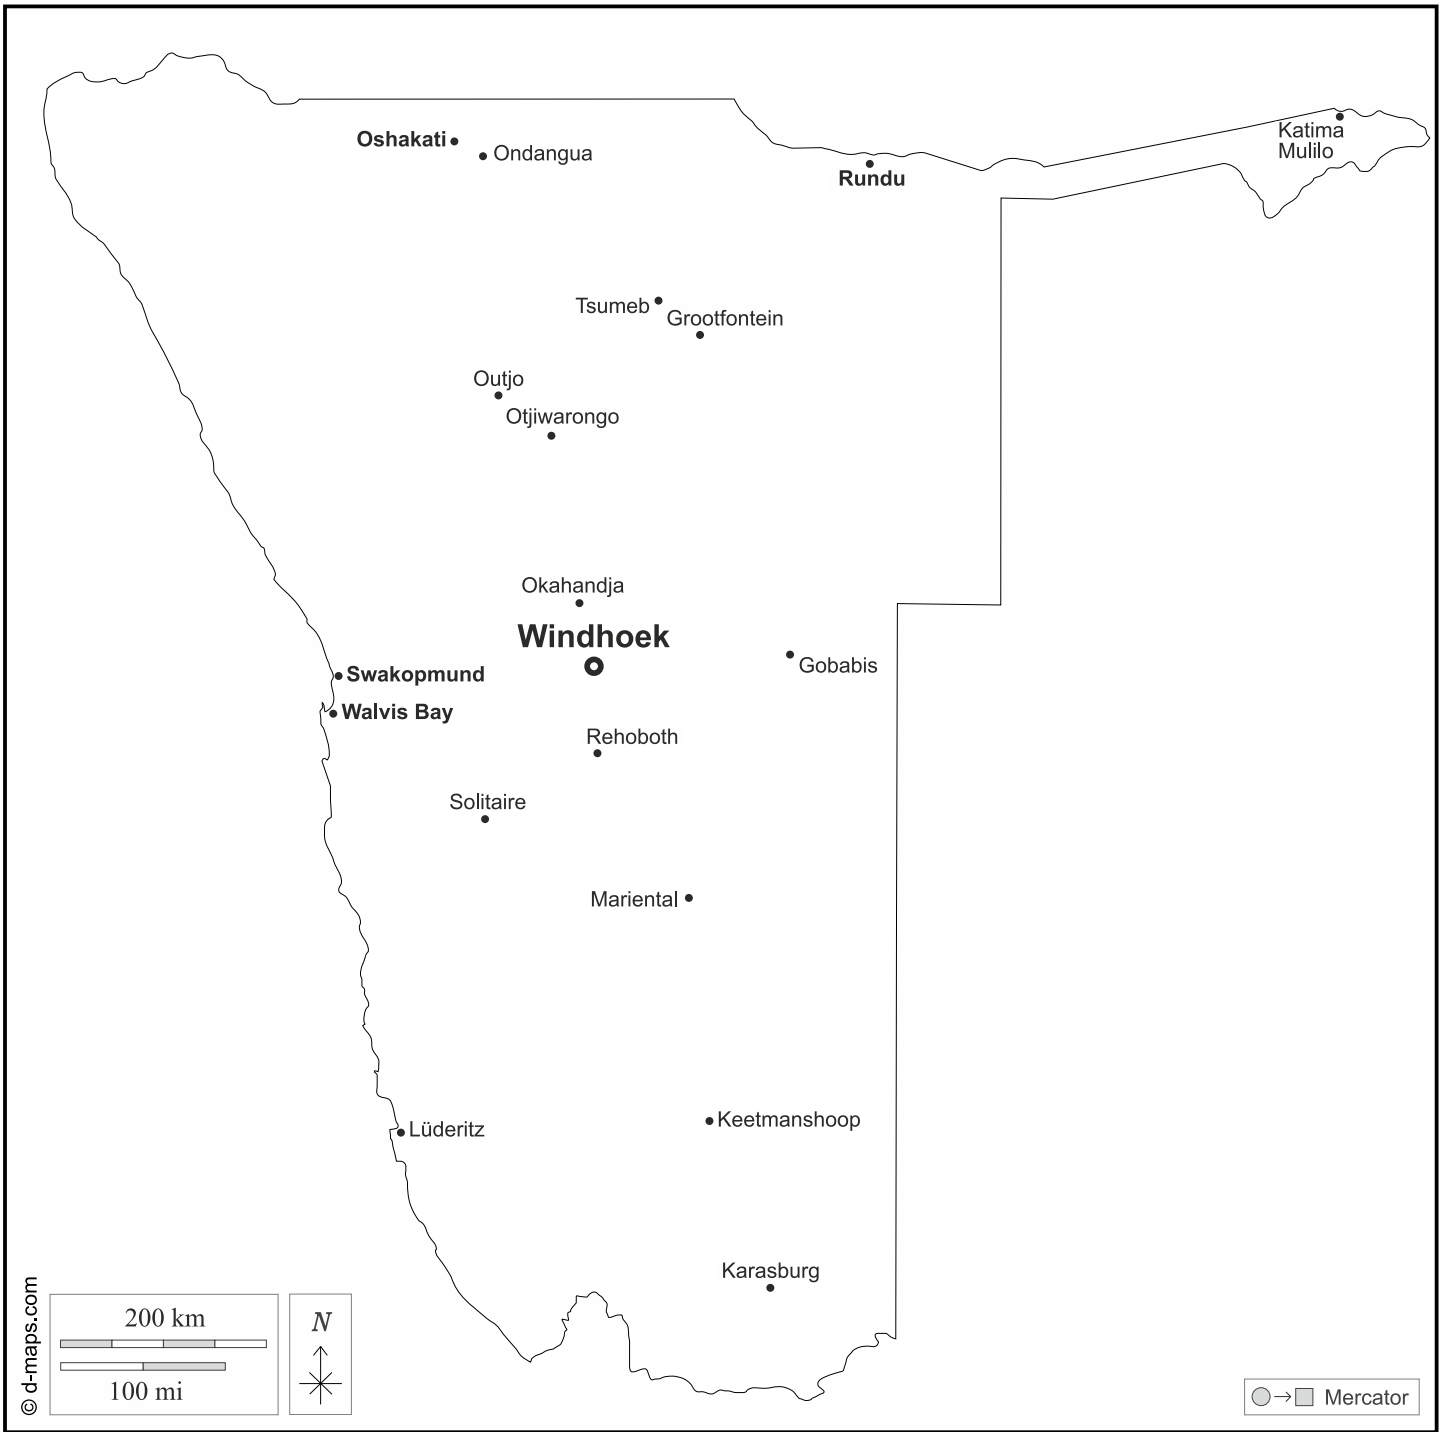 Oshakati
Ondangua
Rundu
Katima
Mulilo
Tsumeb
Grootfontein
Outjo
Otjiwarongo
Okahandja
Windhoek
Gobabis
Swakopmund
Walvis Bay
Rehoboth
Solitaire
Mariental
Lüderitz
Keetmanshoop
Karasburg
© d-maps.com
200 km
100 mi
N
Mercator